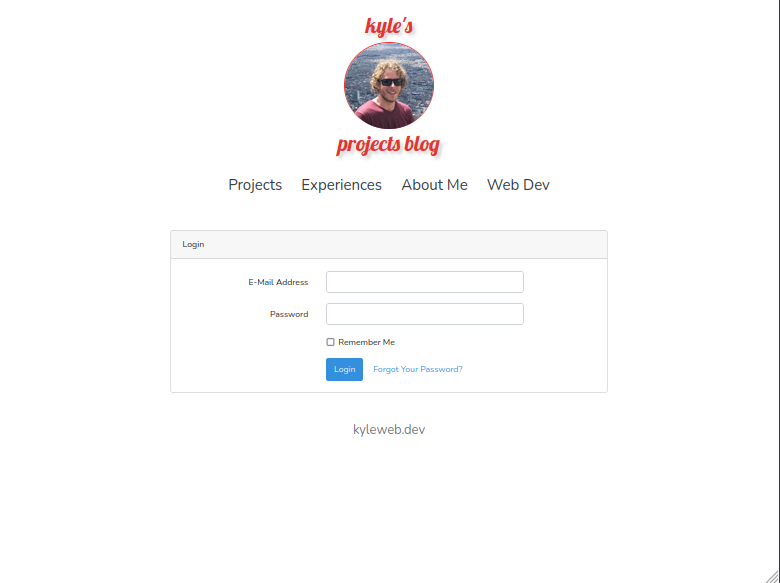 kyle's
projects blog
Projects Experiences About Me Web Dev
Login
E-Mail Address
Password
Remember Me
Login Forgot Your Password?
kyleweb.dev